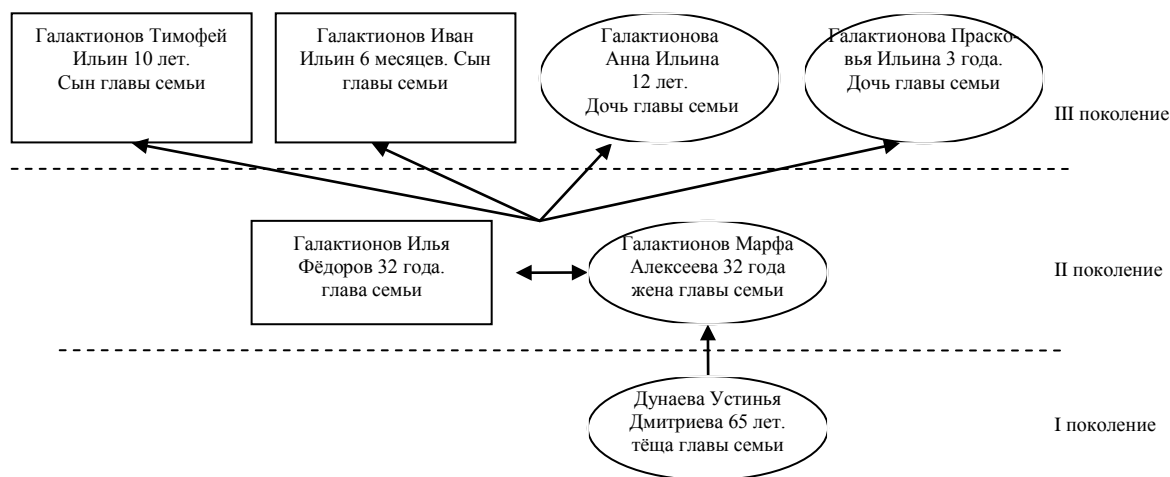 Галактионов Тимофей
Ильин 10 лет.
Сын главы семьи
Галактионов Иван
Ильин 6 месяцев. Сын
главы семьи
Галактионова
Анна Ильина
12 лет.
Дочь главы семьи
Галактионова Праско-
вья Ильина 3 года.
Дочь главы семьи
III поколение
Галактионов Илья
Фёдоров 32 года.
глава семьи
Галактионов Марфа
Алексеева 32 года
жена главы семьи
II поколение
Дунаева Устинья
Дмитриева 65 лет.
тёща главы семьи
I поколение